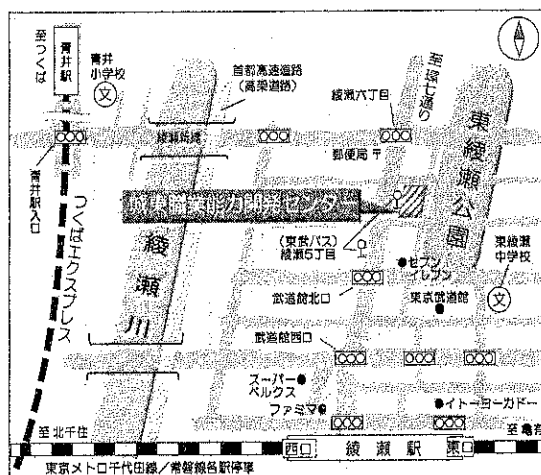 至つくば
青井駅
青井
小学校
文
首都高速道路
(高架道路)
至環七通り
綾瀬六丁目
東綾瀬公園
綾瀬新橋
郵便局 〒
青井駅入口
つくばエクスプレス
城東職業能力開発センター
綾瀬川
(東武バス)
綾瀬5丁目
セブン
イレブン
東綾瀬
中学校
文
武道館北口
東京武道館
武道館西口
スーパー
ベルクス
ファミマ
イトーヨーカドー
至北千住
西口
綾瀬駅
東口
至亀有
東京メトロ千代田線／常磐線各駅停車